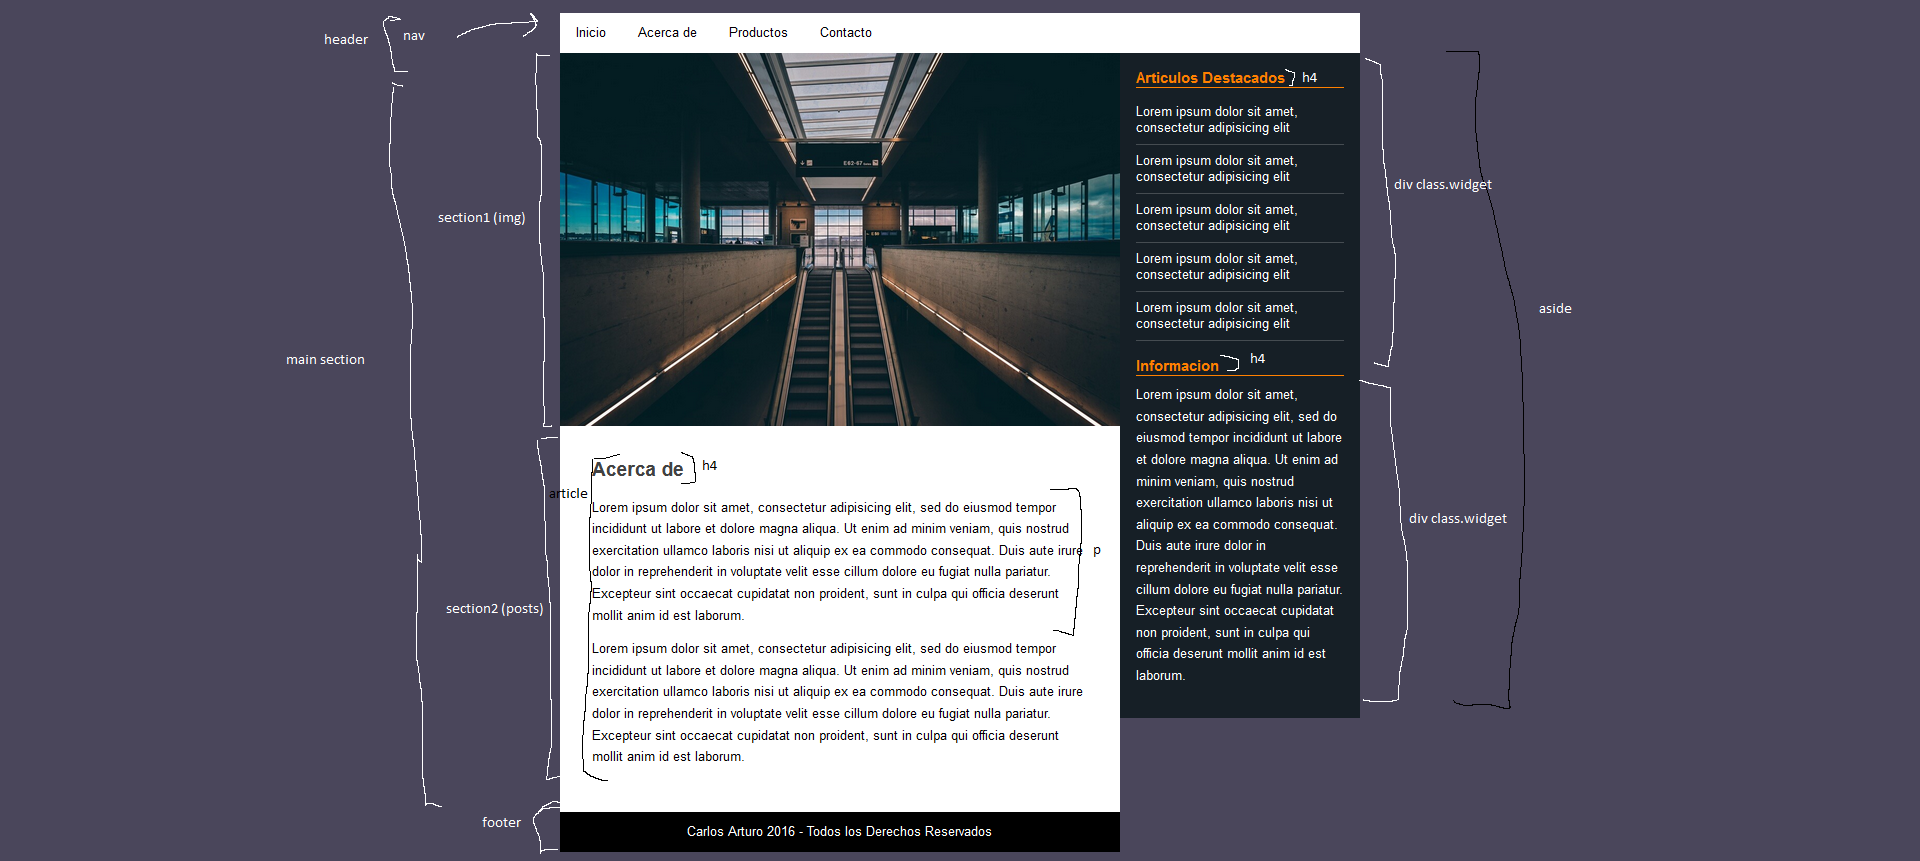 header
nav
Inicio
Acerca de
Productos
Contacto
main section
section1 (img)
E62-67
Articulos Destacados
h4
Lorem ipsum dolor sit amet,
consectetur adipisicing elit
Lorem ipsum dolor sit amet,
consectetur adipisicing elit
Lorem ipsum dolor sit amet,
consectetur adipisicing elit
Lorem ipsum dolor sit amet,
consectetur adipisicing elit
Lorem ipsum dolor sit amet,
consectetur adipisicing elit
div class.widget
aside
Informacion
h4
Lorem ipsum dolor sit amet,
consectetur adipisicing elit, sed do
eiusmod tempor incididunt ut labore
et dolore magna aliqua. Ut enim ad
minim veniam, quis nostrud
exercitation ullamco laboris nisi ut
aliquip ex ea commodo consequat.
Duis aute irure dolor in
reprehenderit in voluptate velit esse
cillum dolore eu fugiat nulla pariatur.
Excepteur sint occaecat cupidatat
non proident, sunt in culpa qui
officia deserunt mollit anim id est
laborum.
div class.widget
section2 (posts)
article
Acerca de
h4
Lorem ipsum dolor sit amet, consectetur adipisicing elit, sed do eiusmod tempor
incididunt ut labore et dolore magna aliqua. Ut enim ad minim veniam, quis nostrud
exercitation ullamco laboris nisi ut aliquip ex ea commodo consequat. Duis aute irure
dolor in reprehenderit in voluptate velit esse cillum dolore eu fugiat nulla pariatur.
Excepteur sint occaecat cupidatat non proident, sunt in culpa qui officia deserunt
mollit anim id est laborum.
p
Lorem ipsum dolor sit amet, consectetur adipisicing elit, sed do eiusmod tempor
incididunt ut labore et dolore magna aliqua. Ut enim ad minim veniam, quis nostrud
exercitation ullamco laboris nisi ut aliquip ex ea commodo consequat. Duis aute irure
dolor in reprehenderit in voluptate velit esse cillum dolore eu fugiat nulla pariatur.
Excepteur sint occaecat cupidatat non proident, sunt in culpa qui officia deserunt
mollit anim id est laborum.
footer
Carlos Arturo 2016 - Todos los Derechos Reservados